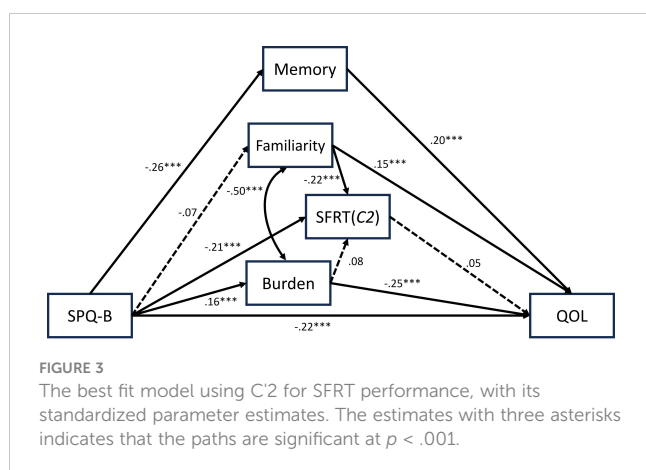 Memory
.20***
-.26***
Familiarity
.15***
-.22***
-.50***
-.07
SFRT(C2)
-.21***
.08
.05
Burden
-.25***
.16***
SPQ-B
QOL
-.22***
FIGURE 3
The best fit model using C'2 for SFRT performance, with its
standardized parameter estimates. The estimates with three asterisks
indicates that the paths are significant at p < .001.